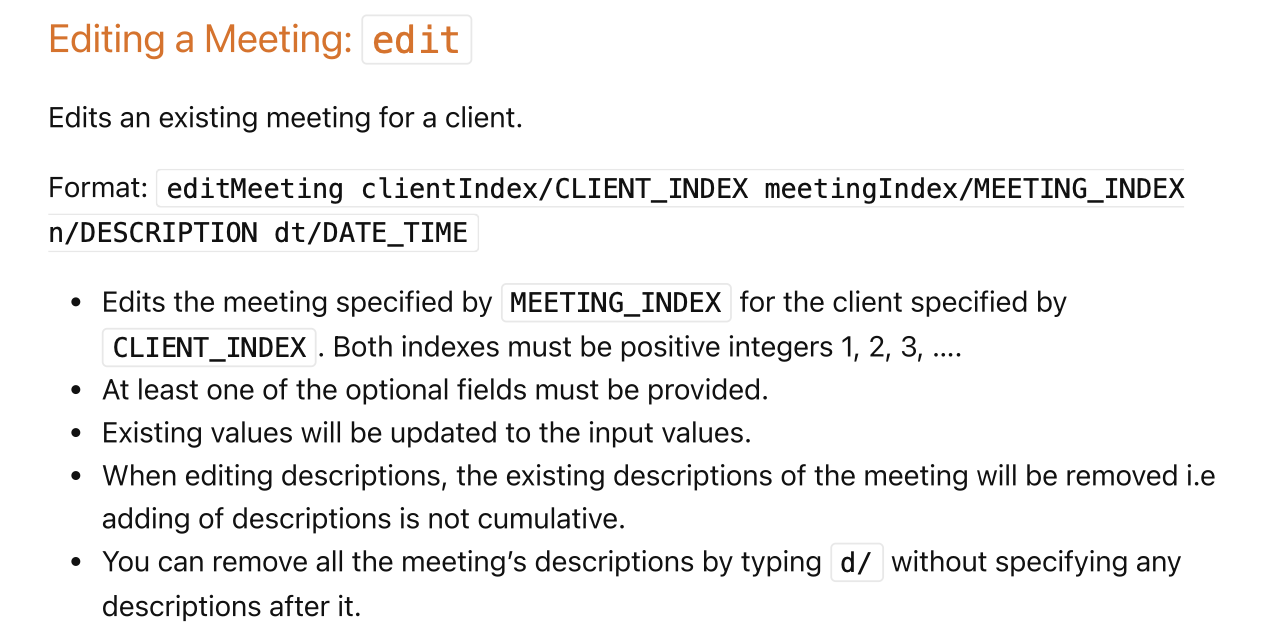 Editing a Meeting: edit
Edits an existing meeting for a client.
Format: editMeeting clientIndex/CLIENT_INDEX meetingIndex/MEETING_INDEX
n/DESCRIPTION dt/DATE_TIME
• Edits the meeting specified by MEETING_INDEX for the client specified by
CLIENT_INDEX. Both indexes must be positive integers 1, 2, 3, ....
• At least one of the optional fields must be provided.
• Existing values will be updated to the input values.
• When editing descriptions, the existing descriptions of the meeting will be removed i.e
adding of descriptions is not cumulative.
• You can remove all the meeting’s descriptions by typing d/ without specifying any
descriptions after it.